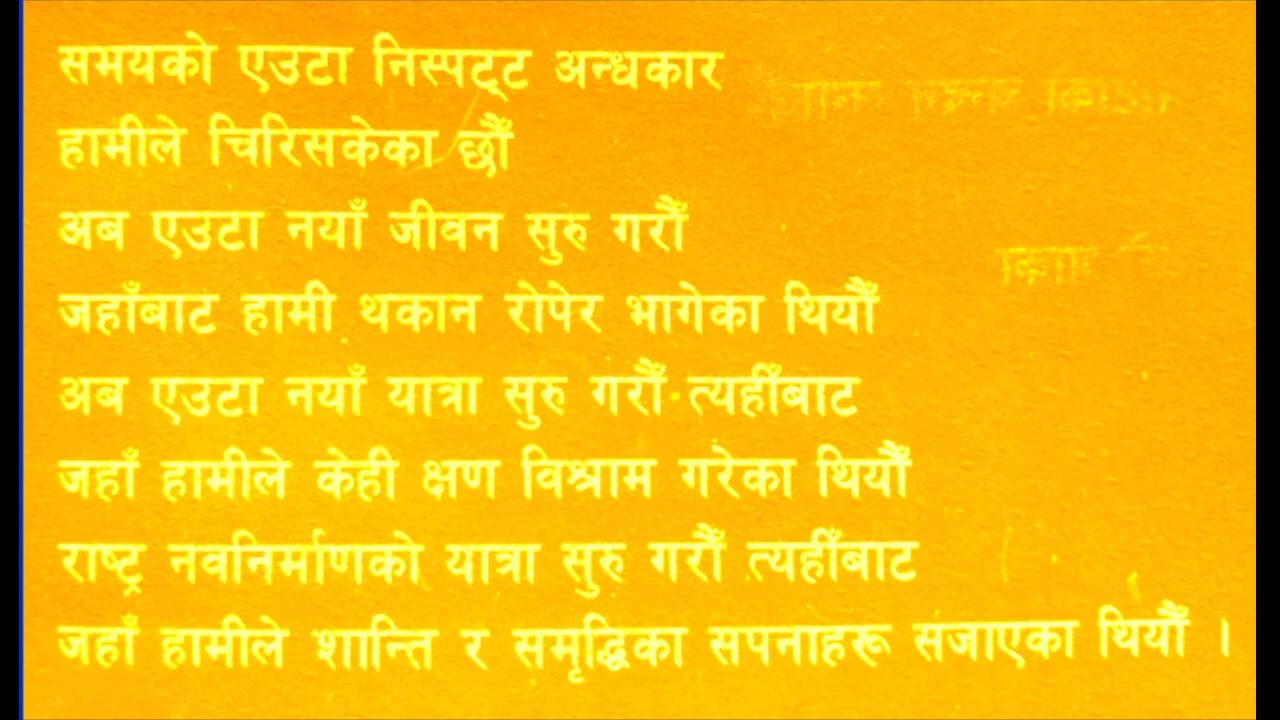 समयको एउटा निस्पट्ट अन्धकार
हामीले चिरिसकेका छौँ
अब एउटा नयाँ जीवन सुरु गरौँ
जहाँबाट हामी थकान रोपेर भागेका थियौँ
अब एउटा नयाँ यात्रा सुरु गरौँ त्यहीँबाट
जहाँ हामीले केही क्षण विश्राम गरेका थियौँ
राष्ट्र नवनिर्माणको यात्रा सुरु गरौँ त्यहीँबाट
जहाँ हामीले शान्ति र समृद्धिका सपनाहरू सजाएका थियौँ ।